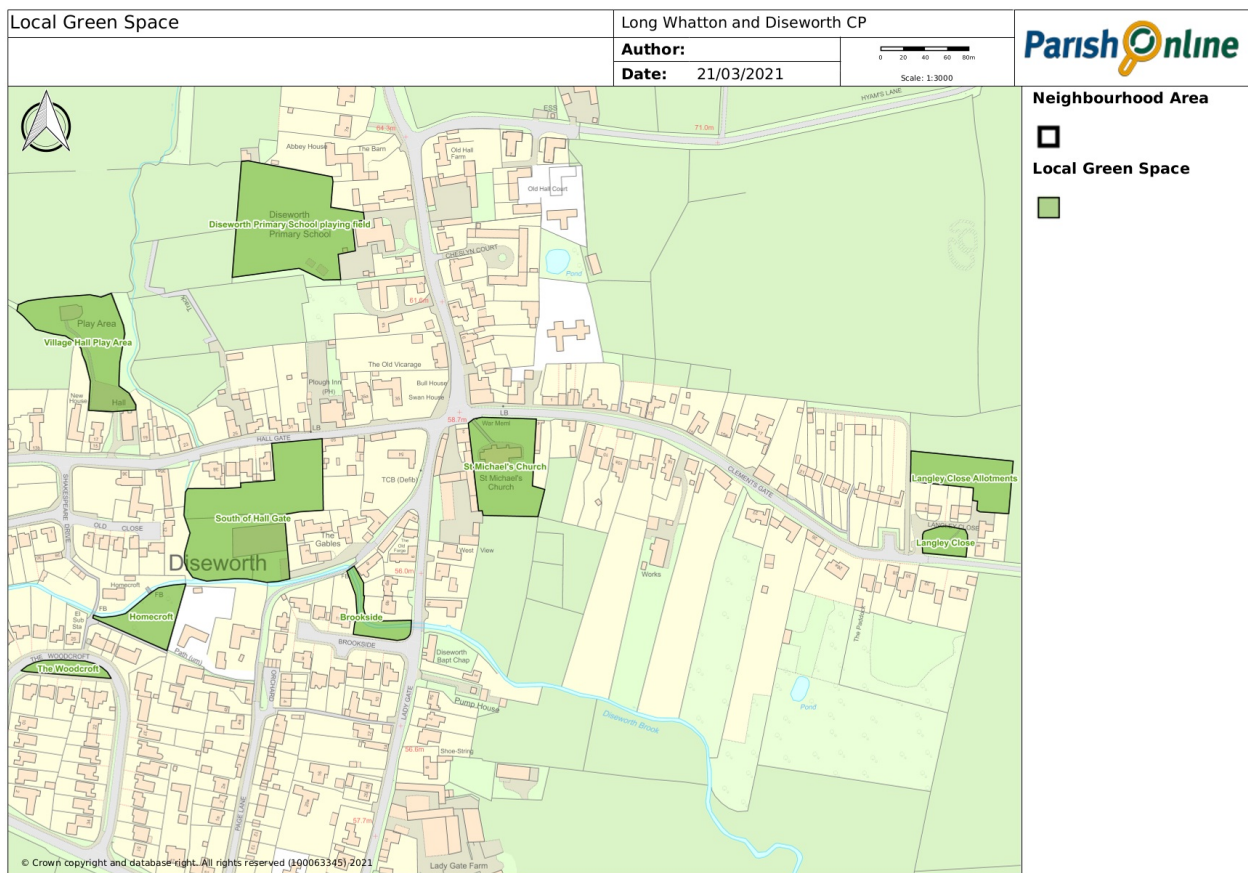 Local Green Space
Long Whatton and Diseworth CP
Author:
Date: 21/03/2021
0 20 40 60 80m
Scale: 1:3000
Parish Online
Neighbourhood Area
Local Green Space
HYAM'S LANE
ESS
71.0m
64.3m
Abbey House
The Barn
Old Hall
Farm
Old Hall Court
Diseworth
Diseworth Primary School playing field
Primary School
CHESLYN COURT
Pond
Track
61.6m
Play Area
Village Hall Play Area
The Old Vicarage
Plough Inn
(PH)
Bull House
Swan House
New
House
Hall
58.7m
LB
War Meml
LB
HALL GATE
St Michael's Church
St Michael's
Church
TCB (Defib)
CLEMENTS GATE
Langley Close Allotments
SHAKESPEARE DRIVE
OLD CLOSE
South of Hall Gate
LANGLEY CLOSE
Langley Close
The
Gables
The
Old
Forge
West View
Diseworth
56.0m
Works
Homecroft
FB
FB
Homecroft
El
Sub
Sta
Brookside
BROOKSIDE
The Paddock
Path (um)
THE WOODCROFT
The Woodcroft
Diseworth
Bapt Chap
ORCHARD
LADY GATE
Pump House
Pond
Diseworth Brook
56.6m
Shoe-String
PAGE LANE
57.7m
Lady Gate Farm
© Crown copyright and database right. All rights reserved (100063345) 2021